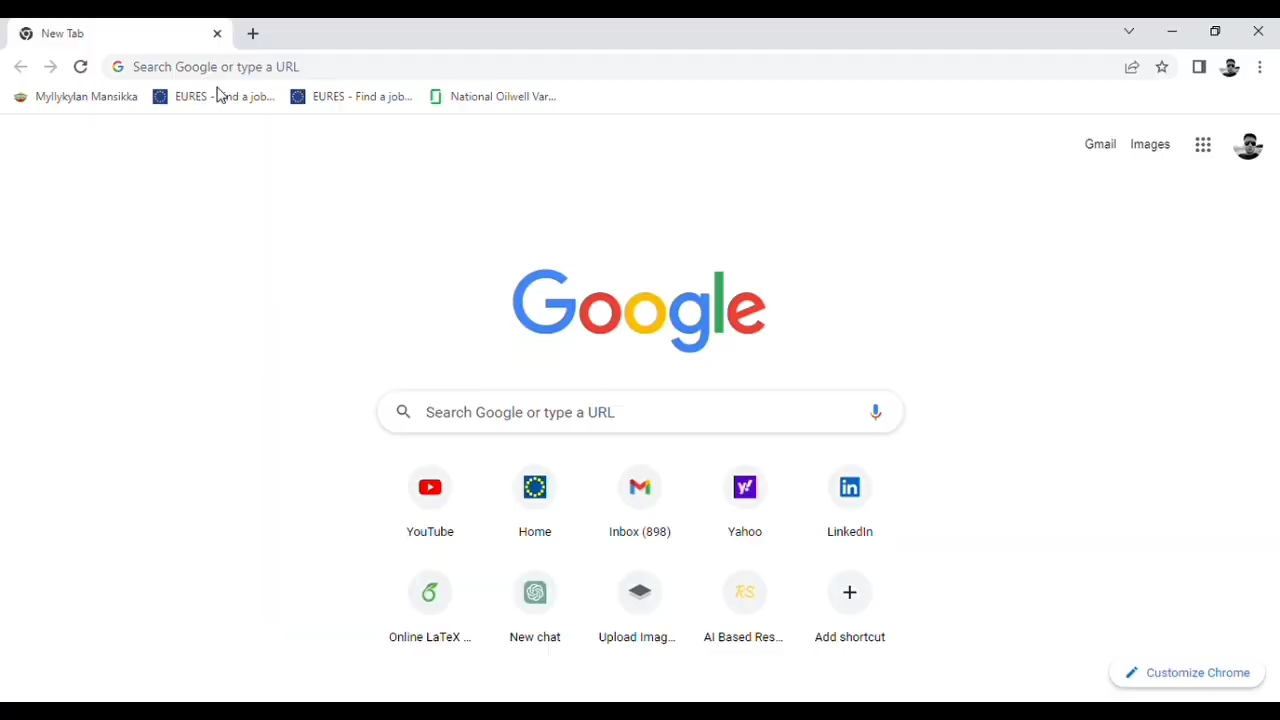 New Tab
Search Google or type a URL
Myllykylan Mansikka
EURES - Find a job...
EURES - Find a job...
National Oilwell Var...
Gmail
Images
Google
Search Google or type a URL
YouTube
Home
Inbox (898)
Yahoo
LinkedIn
Online LaTeX ...
New chat
Upload Imag...
AI Based Res...
Add shortcut
Customize Chrome